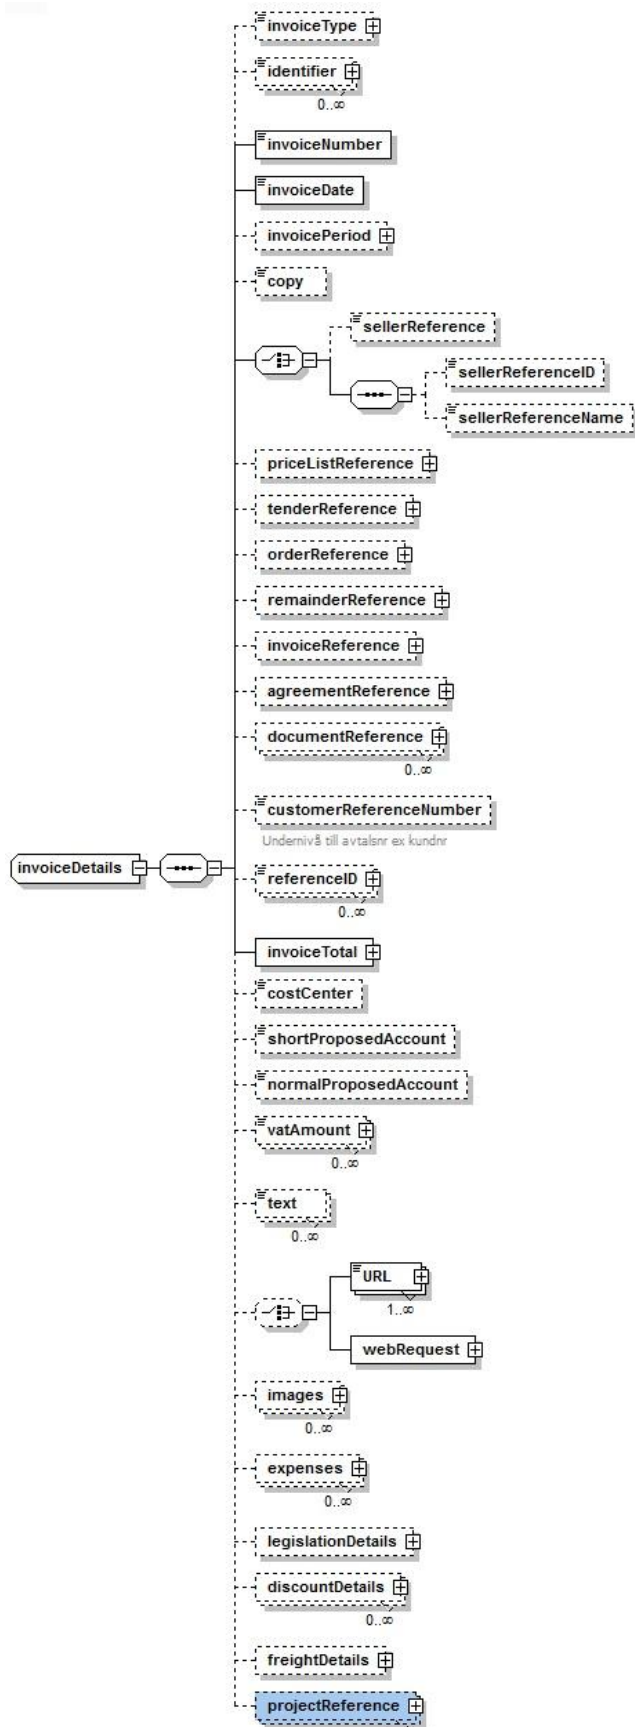 invoiceType
identifier
0..∞
invoiceNumber
invoiceDate
invoicePeriod
copy
sellerReference
sellerReferenceID
sellerReferenceName
priceListReference
tenderReference
orderReference
remainderReference
invoiceReference
agreementReference
documentReference
0..∞
customerReferenceNumber
Undernivå till avtalsnr ex kundnr
invoiceDetails
referenceID
0..∞
invoiceTotal
costCenter
shortProposedAccount
normalProposedAccount
vatAmount
0..∞
text
0..∞
URL
1..∞
webRequest
images
0..∞
expenses
0..∞
legislationDetails
discountDetails
0..∞
freightDetails
projectReference